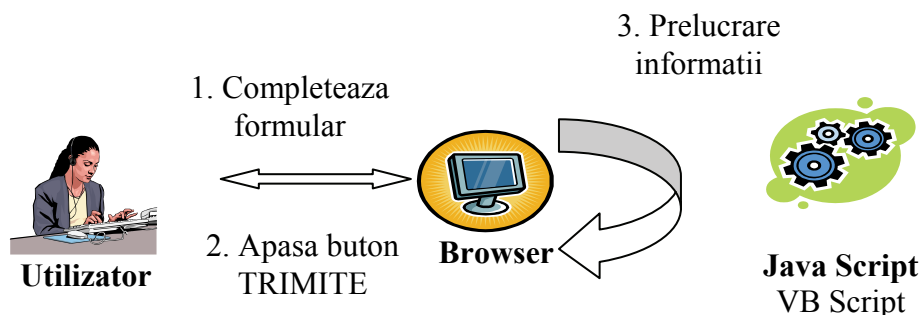 3. Prelucrare
informatii
1. Completeaza
formular
2. Apasa buton
TRIMITE
Utilizator
Browser
Java Script
VB Script